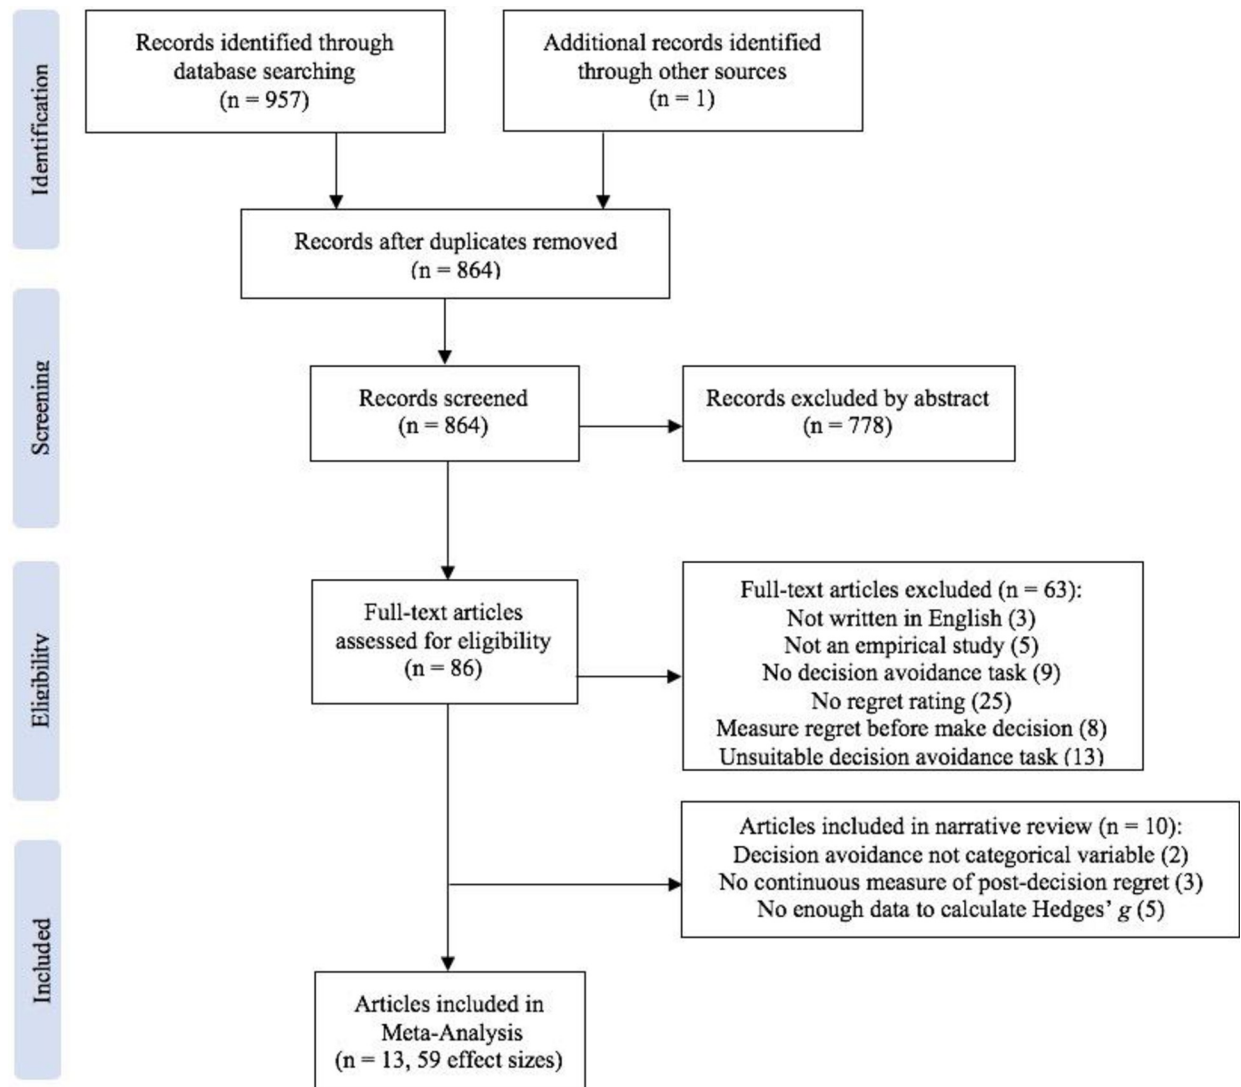 Identification
Records identified through
database searching
(n = 957)
Additional records identified
through other sources
(n = 1)
Records after duplicates removed
(n = 864)
Screening
Records screened
(n = 864)
Records excluded by abstract
(n = 778)
Eligibility
Full-text articles
assessed for eligibility
(n = 86)
Full-text articles excluded (n = 63):
Not written in English (3)
Not an empirical study (5)
No decision avoidance task (9)
No regret rating (25)
Measure regret before make decision (8)
Unsuitable decision avoidance task (13)
Included
Articles included in narrative review (n = 10):
Decision avoidance not categorical variable (2)
No continuous measure of post-decision regret (3)
No enough data to calculate Hedges’ g (5)
Articles included in
Meta-Analysis
(n = 13, 59 effect sizes)